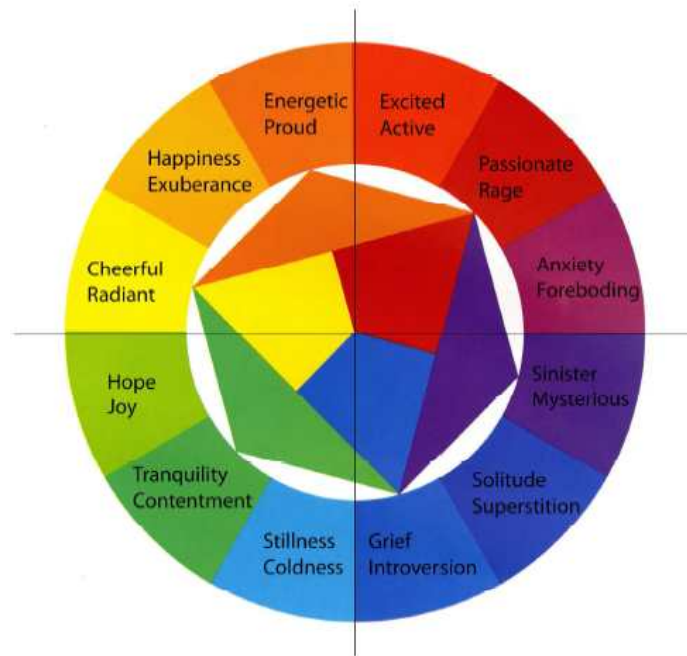 Energetic
Proud
Excited
Active
Happiness
Exuberance
Passionate
Rage
Cheerful
Radiant
Anxiety
Foreboding
Hope
Joy
Sinister
Mysterious
Tranquility
Contentment
Solitude
Superstition
Stillness
Coldness
Grief
Introversion